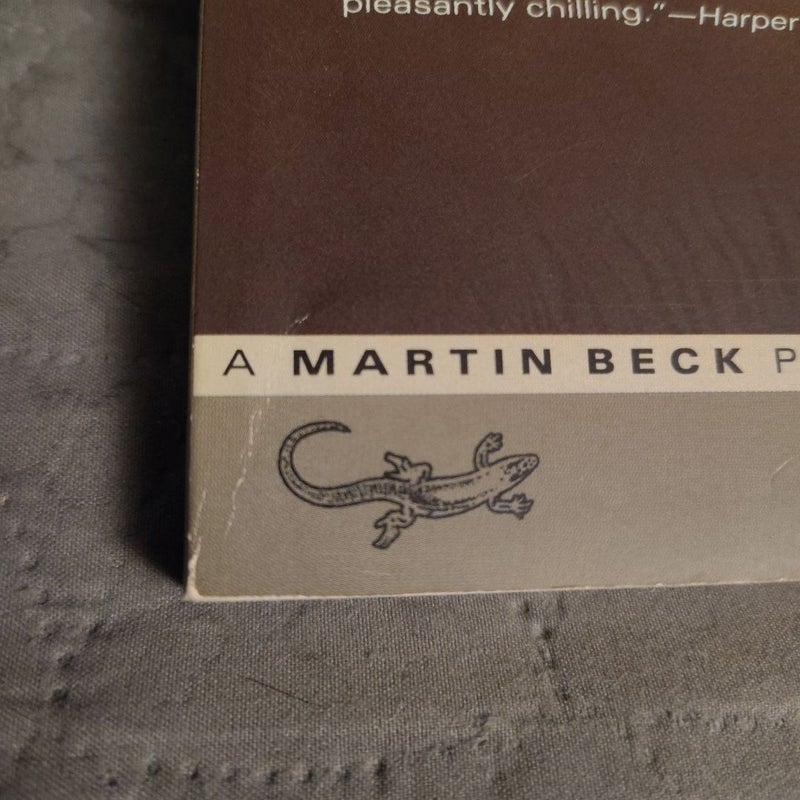 pleasantly chilling."—Harper
A MARTIN BECK P